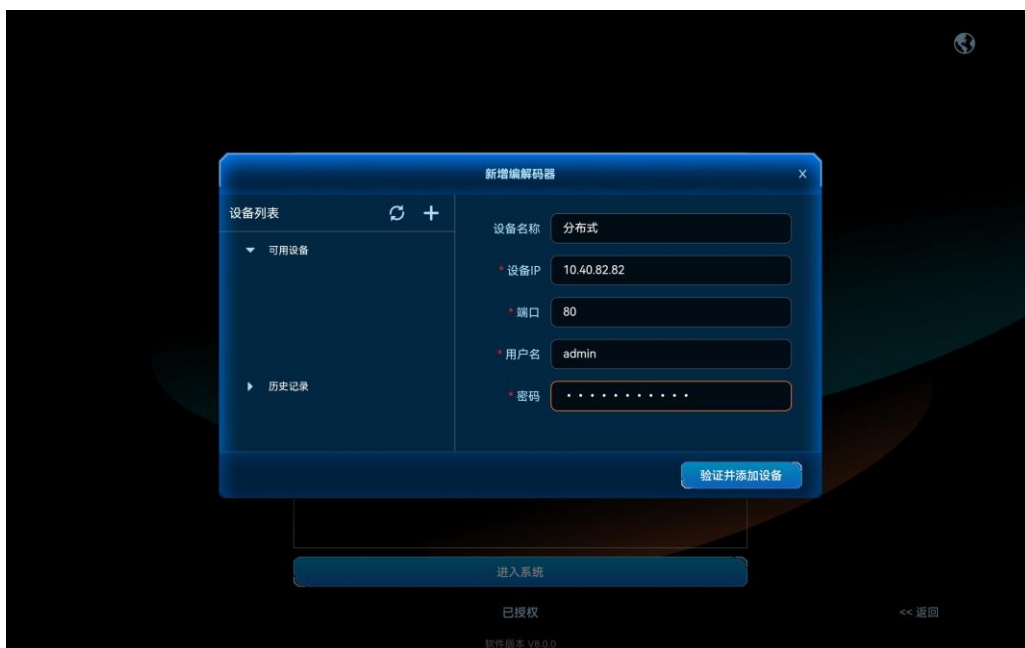 新增编解码器 X
设备列表
可用设备
历史记录
设备名称 分布式
*设备IP 10.40.82.82
*端口 80
*用户名 admin
*密码 ···········
验证并添加设备
进入系统
已授权
<< 返回
软件版本 V6.0.0